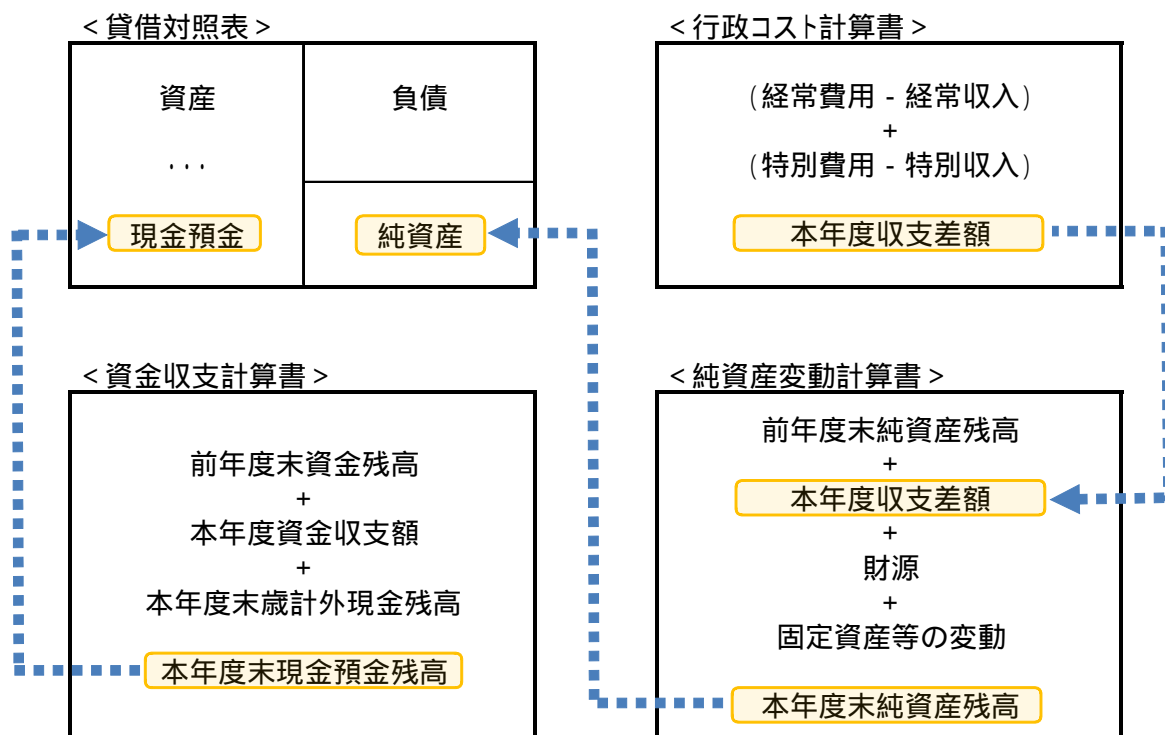 ＜貸借対照表＞
資産
負債
･･･
現金預金
純資産
＜行政コスト計算書＞
（経常費用 - 経常収入）
+
（特別費用 - 特別収入）
本年度収支差額
＜資金収支計算書＞
前年度末資金残高
+
本年度資金収支額
+
本年度末歳計外現金残高
本年度末現金預金残高
＜純資産変動計算書＞
前年度末純資産残高
+
本年度収支差額
+
財源
+
固定資産等の変動
本年度末純資産残高